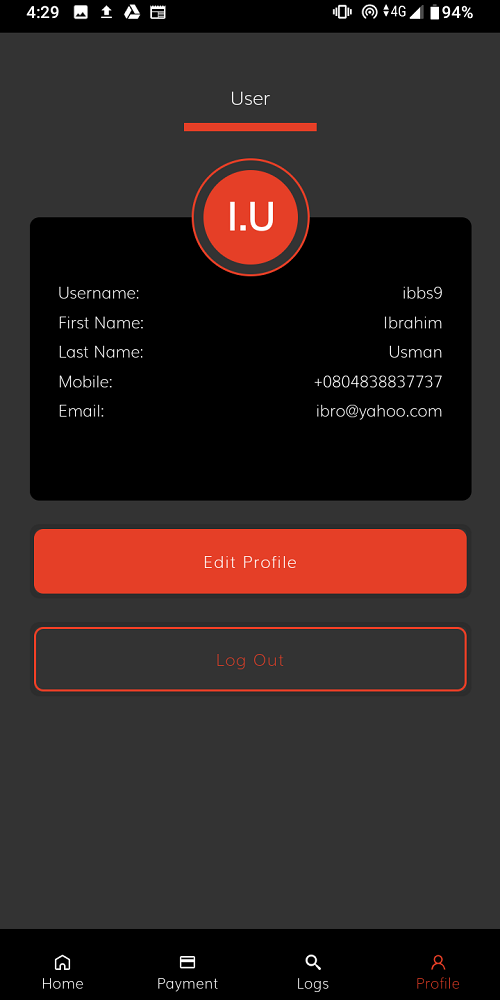 4:29 4G 94%
User
I.U
Username: ibbs9
First Name: Ibrahim
Last Name: Usman
Mobile: +0804838837737
Email: ibro@yahoo.com
Edit Profile
Log Out
Home Payment Logs Profile